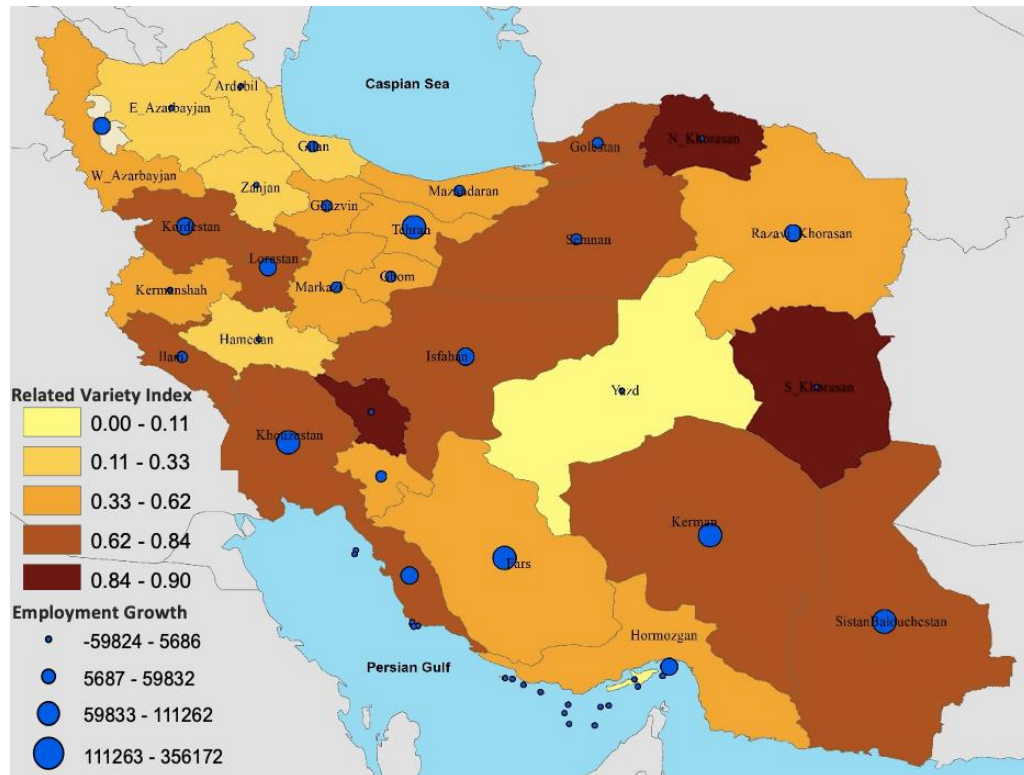 Caspian Sea
Ardebil
E_Azarbayjan
Gilan
N_Khorasan
Golestan
W_Azarbayjan
Zanjan
Mazandaran
Ghazvin
Kordestan
Tehran
Razavi_Khorasan
Semnan
Lorestan
Ghom
Kermanshah
Markazi
Hamedan
Ilam
Isfahan
Yazd
S_Khorasan
Related Variety Index
0.00 - 0.11
0.11 - 0.33
0.33 - 0.62
0.62 - 0.84
0.84 - 0.90
Khouzestan
Kerman
Fars
Employment Growth
-59824 - 5686
5687 - 59832
59833 - 111262
111263 - 356172
SistanBalouchestan
Hormozgan
Persian Gulf